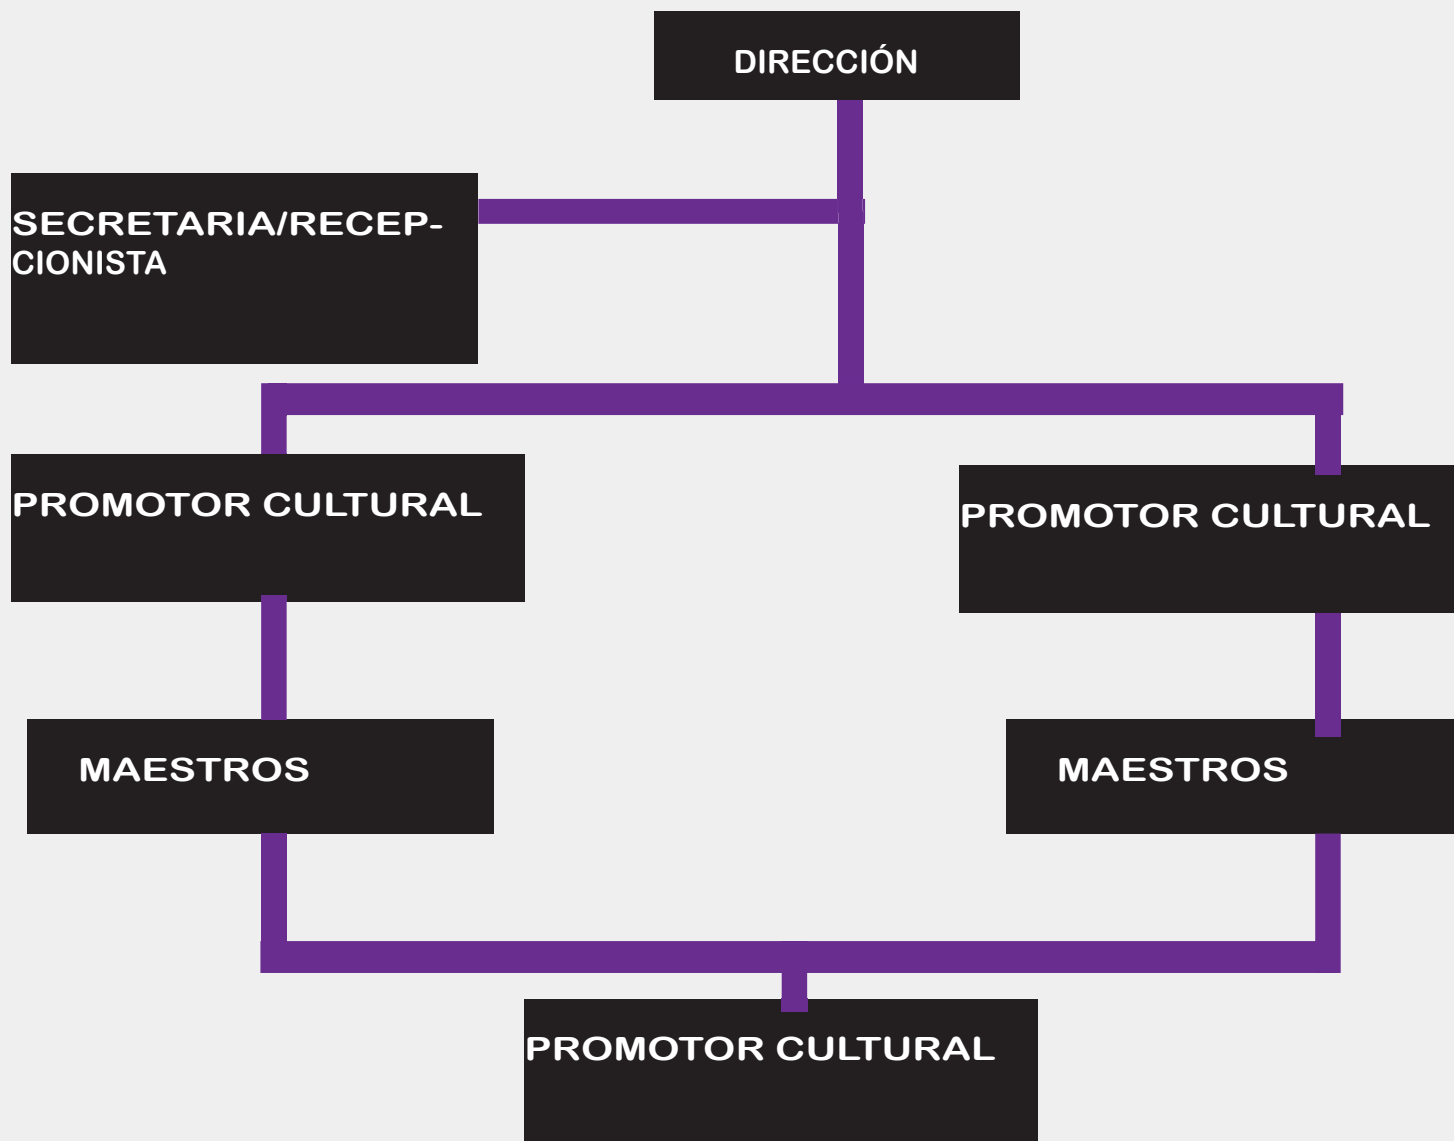 DIRECCIÓN
SECRETARIA/RECEP-
CIONISTA
PROMOTOR CULTURAL
PROMOTOR CULTURAL
MAESTROS
MAESTROS
PROMOTOR CULTURAL